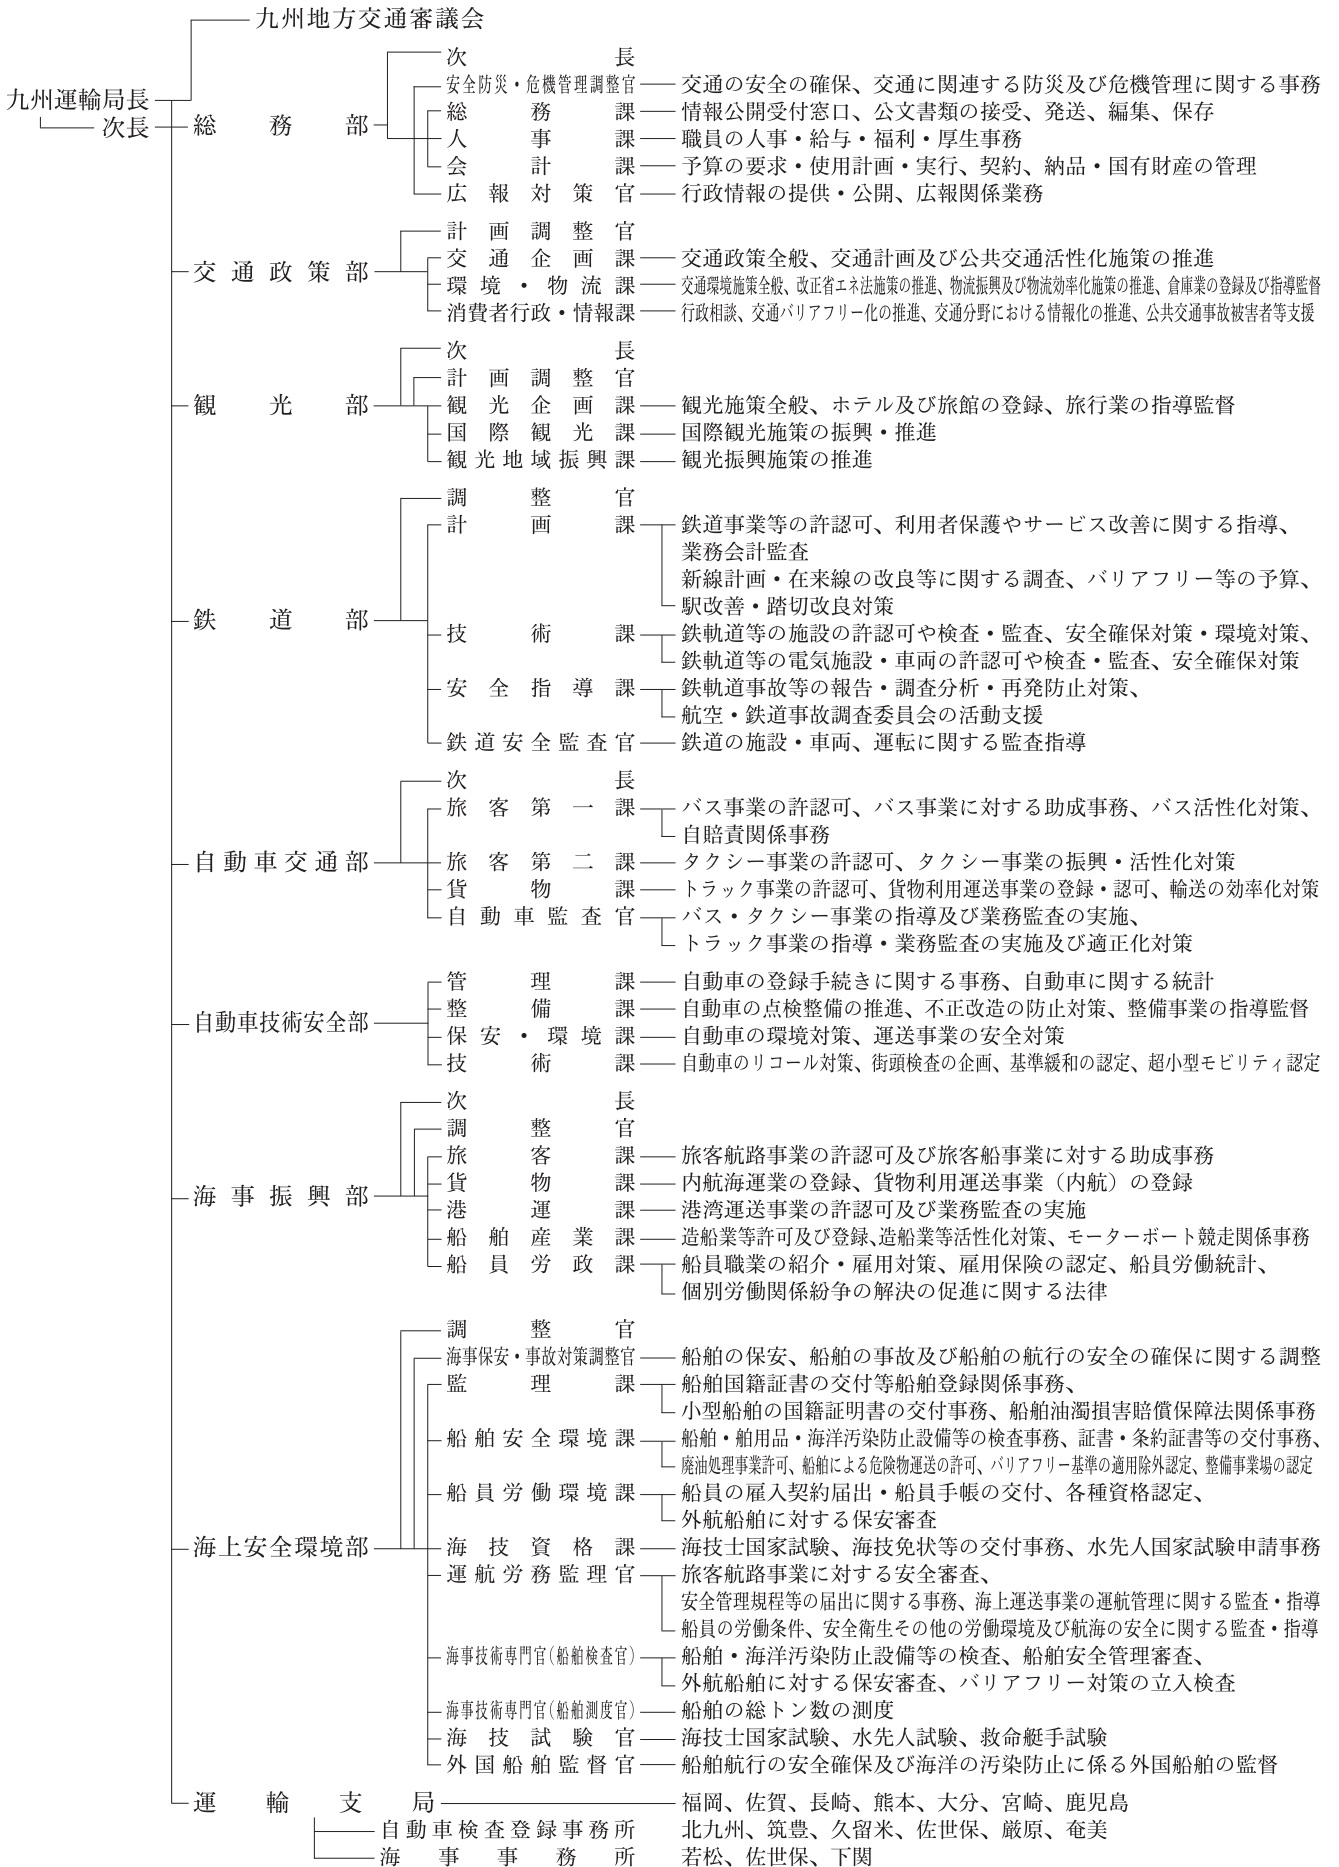 九州地方交通審議会
九州運輸局長
次長
総務部
次長
安全防災・危機管理調整官 交通の安全の確保、交通に関連する防災及び危機管理に関する事務
総務課 情報公開受付窓口、公文書類の接受、発送、編集、保存
人事課 職員の人事・給与・福利・厚生事務
会計課 予算の要求・使用計画・実行、契約、納品・国有財産の管理
広報対策官 行政情報の提供・公開、広報関係業務
交通政策部
計画調整官
交通企画課 交通政策全般、交通計画及び公共交通活性化施策の推進
環境・物流課 交通環境施策全般、改正省エネ法施策の推進、物流振興及び物流効率化施策の推進、倉庫業の登録及び指導監督
消費者行政・情報課 行政相談、交通バリアフリー化の推進、交通分野における情報化の推進、公共交通事故被害者等支援
観光部
次長
計画調整官
観光企画課 観光施策全般、ホテル及び旅館の登録、旅行業の指導監督
国際観光課 国際観光施策の振興・推進
観光地域振興課 観光振興施策の推進
鉄道部
調整官
計画課 鉄道事業等の許認可、利用者保護やサービス改善に関する指導、
業務会計監査
新線計画・在来線の改良等に関する調査、バリアフリー等の予算、
駅改善・踏切改良対策
技術課 鉄軌道等の施設の許認可や検査・監査、安全確保対策・環境対策、
鉄軌道等の電気施設・車両の許認可や検査・監査、安全確保対策
安全指導課 鉄軌道事故等の報告・調査分析・再発防止対策、
航空・鉄道事故調査委員会の活動支援
鉄道安全監査官 鉄道の施設・車両、運転に関する監査指導
自動車交通部
次長
旅客第一課 バス事業の許認可、バス事業に対する助成事務、バス活性化対策、
自賠責関係事務
旅客第二課 タクシー事業の許認可、タクシー事業の振興・活性化対策
貨物課 トラック事業の許認可、貨物利用運送事業の登録・認可、輸送の効率化対策
自動車監査官 バス・タクシー事業の指導及び業務監査の実施、
トラック事業の指導・業務監査の実施及び適正化対策
自動車技術安全部
管理課 自動車の登録手続きに関する事務、自動車に関する統計
整備課 自動車の点検整備の推進、不正改造の防止対策、整備事業の指導監督
保安・環境課 自動車の環境対策、運送事業の安全対策
技術課 自動車のリコール対策、街頭検査の企画、基準緩和の認定、超小型モビリティ認定
海事振興部
次長
調整官
旅客課 旅客航路事業の許認可及び旅客船事業に対する助成事務
貨物課 内航海運業の登録、貨物利用運送事業（内航）の登録
港運課 港湾運送事業の許認可及び業務監査の実施
船舶産業課 造船業等許可及び登録、造船業等活性化対策、モーターボート競走関係事務
船員労政課 船員職業の紹介・雇用対策、雇用保険の認定、船員労働統計、
個別労働関係紛争の解決の促進に関する法律
海上安全環境部
調整官
海事保安・事故対策調整官 船舶の保安、船舶の事故及び船舶の航行の安全の確保に関する調整
監理課 船舶国籍証書の交付等船舶登録関係事務、
小型船舶の国籍証明書の交付事務、船舶油濁損害賠償保障法関係事務
船舶安全環境課 船舶・舶用品・海洋汚染防止設備等の検査事務、証書・条約証書等の交付事務、
廃油処理事業許可、船舶による危険物運送の許可、バリアフリー基準の適用除外認定、整備事業場の認定
船員労働環境課 船員の雇入契約届出・船員手帳の交付、各種資格認定、
外航船舶に対する保安審査
海技資格課 海技士国家試験、海技免状等の交付事務、水先人国家試験申請事務
運航労務監理官 旅客航路事業に対する安全審査、
安全管理規程等の届出に関する事務、海上運送事業の運航管理に関する監査・指導
船員の労働条件、安全衛生その他の労働環境及び航海の安全に関する監査・指導
海事技術専門官（船舶検査官） 船舶・海洋汚染防止設備等の検査、船舶安全管理審査、
外航船舶に対する保安審査、バリアフリー対策の立入検査
海事技術専門官（船舶測度官） 船舶の総トン数の測度
海技試験官 海技士国家試験、水先人試験、救命艇手試験
外国船舶監督官 船舶航行の安全確保及び海洋の汚染防止に係る外国船舶の監督
運輸支局 福岡、佐賀、長崎、熊本、大分、宮崎、鹿児島
自動車検査登録事務所 北九州、筑豊、久留米、佐世保、厳原、奄美
海事事務所 若松、佐世保、下関